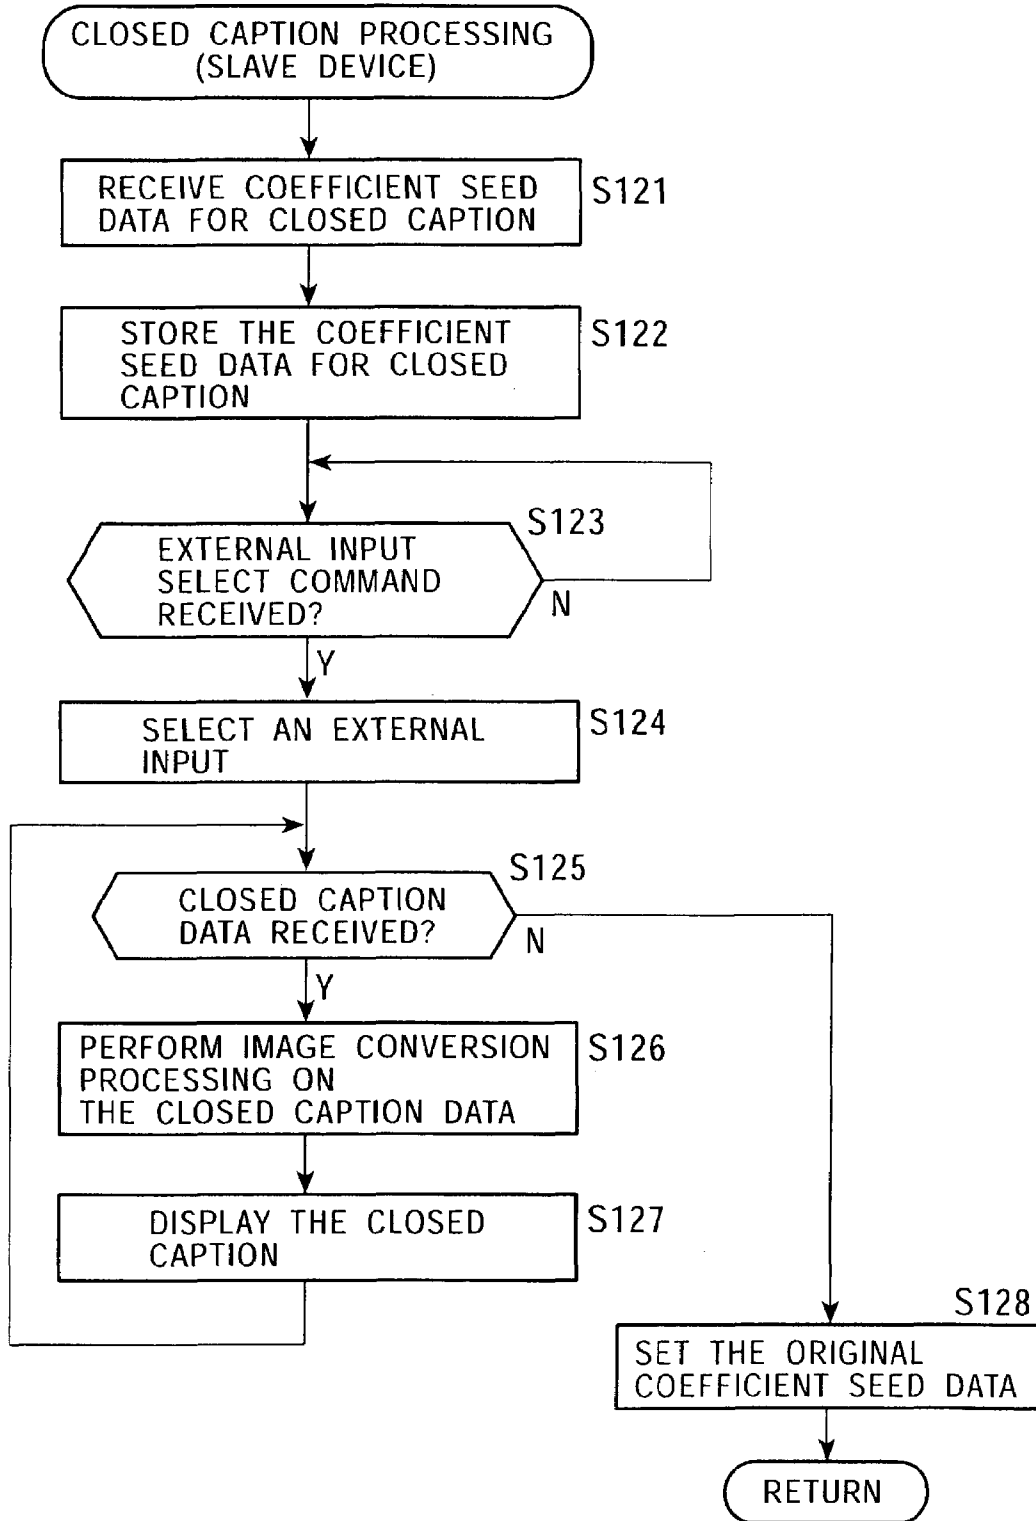 CLOSED CAPTION PROCESSING
(SLAVE DEVICE)
RECEIVE COEFFICIENT SEED
DATA FOR CLOSED CAPTION
S121
STORE THE COEFFICIENT
SEED DATA FOR CLOSED
CAPTION
S122
S123
EXTERNAL INPUT
SELECT COMMAND
RECEIVED?
N
Y
SELECT AN EXTERNAL
INPUT
S124
S125
CLOSED CAPTION
DATA RECEIVED?
N
Y
PERFORM IMAGE CONVERSION
PROCESSING ON
THE CLOSED CAPTION DATA
S126
DISPLAY THE CLOSED
CAPTION
S127
S128
SET THE ORIGINAL
COEFFICIENT SEED DATA
RETURN